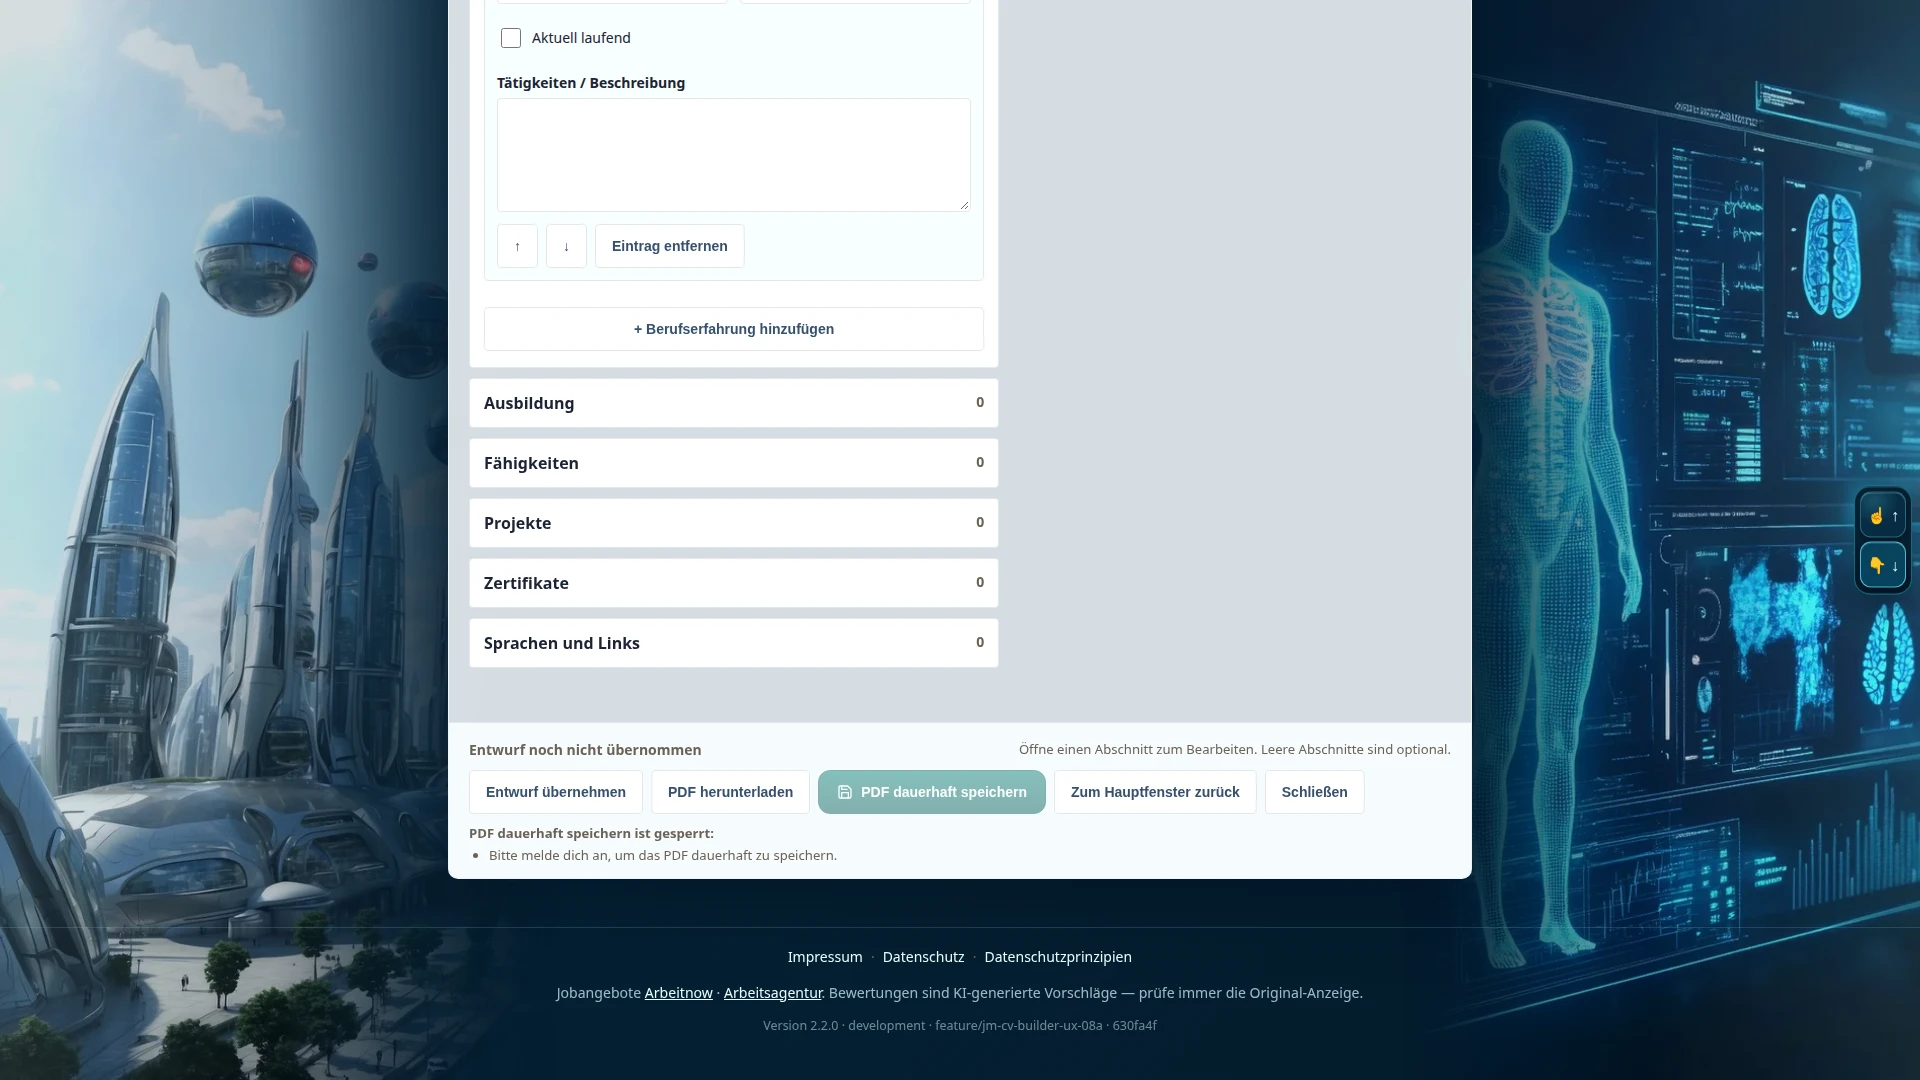 Aktuell laufend
Tätigkeiten / Beschreibung
↑ ↓ Eintrag entfernen
+ Berufserfahrung hinzufügen
Ausbildung 0
Fähigkeiten 0
Projekte 0
Zertifikate 0
Sprachen und Links 0
☝ ↑
👇 ↓
Entwurf noch nicht übernommen
Öffne einen Abschnitt zum Bearbeiten. Leere Abschnitte sind optional.
Entwurf übernehmen PDF herunterladen PDF dauerhaft speichern Zum Hauptfenster zurück Schließen
PDF dauerhaft speichern ist gesperrt:
• Bitte melde dich an, um das PDF dauerhaft zu speichern.
Impressum · Datenschutz · Datenschutzprinzipien
Jobangebote Arbeitnow · Arbeitsagentur. Bewertungen sind KI-generierte Vorschläge — prüfe immer die Original-Anzeige.
Version 2.2.0 · development · feature/jm-cv-builder-ux-08a · 630fa4f